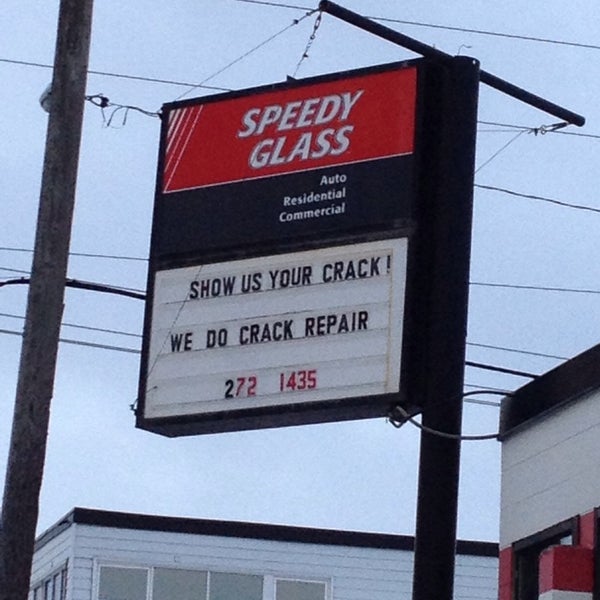 SPEEDY
GLASS
Auto
Residential
Commercial
SHOW US YOUR CRACK!
WE DO CRACK REPAIR
272 1435